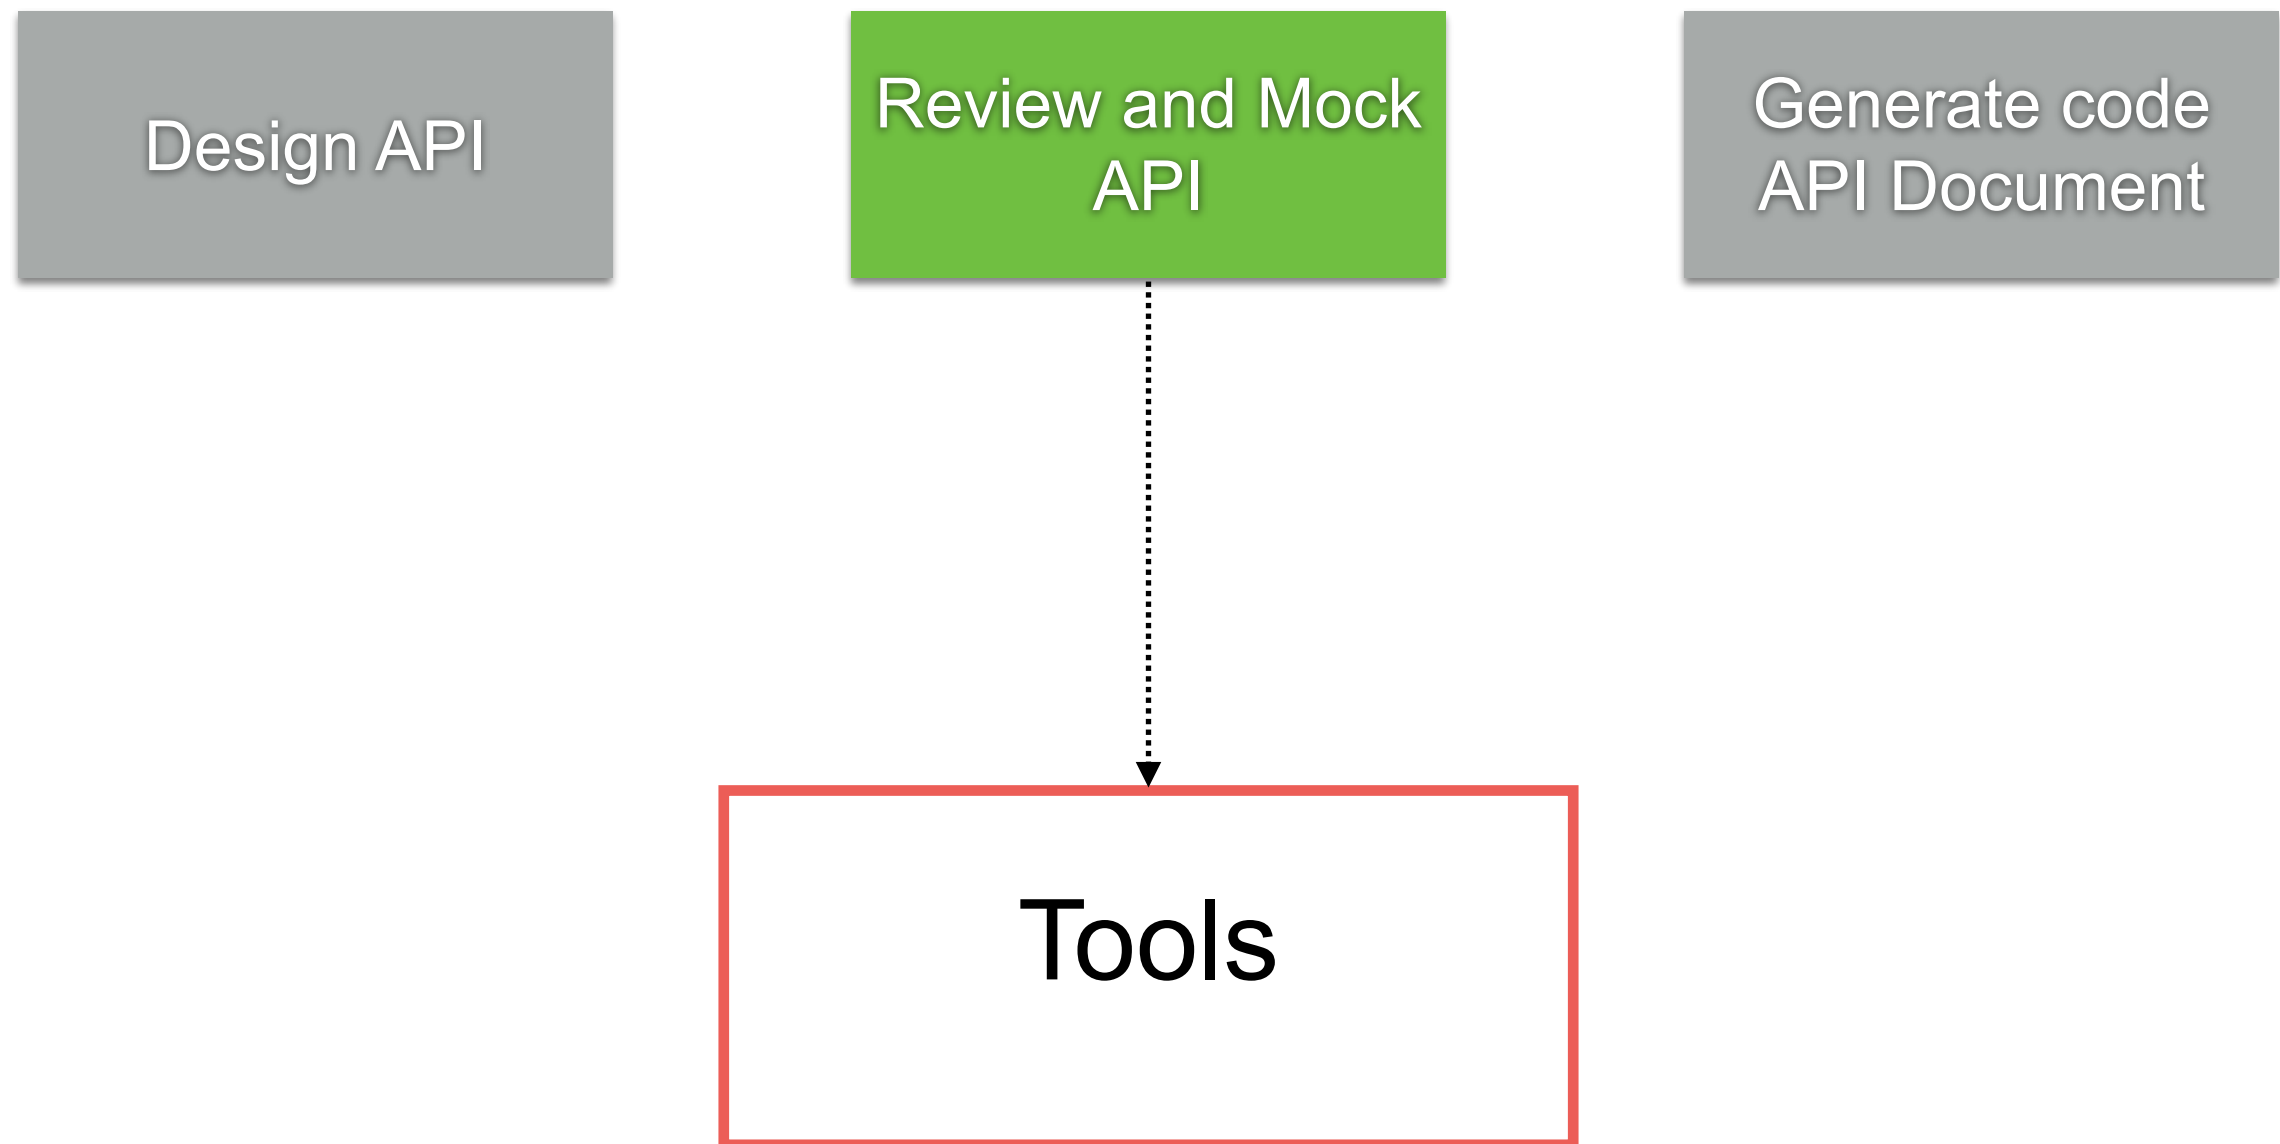 Design API
Review and Mock
API
Generate code
API Document
Tools